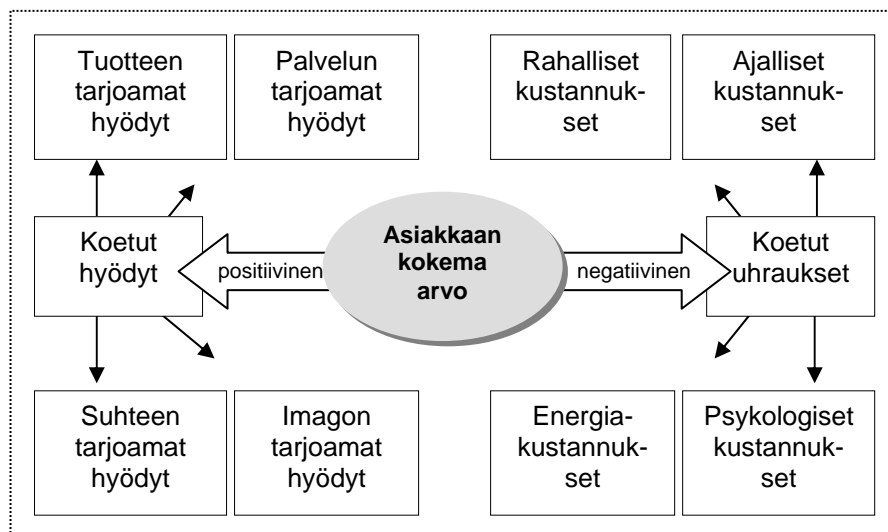 Tuotteen
tarjoamat
hyödyt
Palvelun
tarjoamat
hyödyt
Rahalliset
kustannuk-
set
Ajalliset
kustannuk-
set
Koetut
hyödyt
positiivinen
Asiakkaan
kokema
arvo
negatiivinen
Koetut
uhraukset
Suhteen
tarjoamat
hyödyt
Imagon
tarjoamat
hyödyt
Energia-
kustannuk-
set
Psykologiset
kustannuk-
set